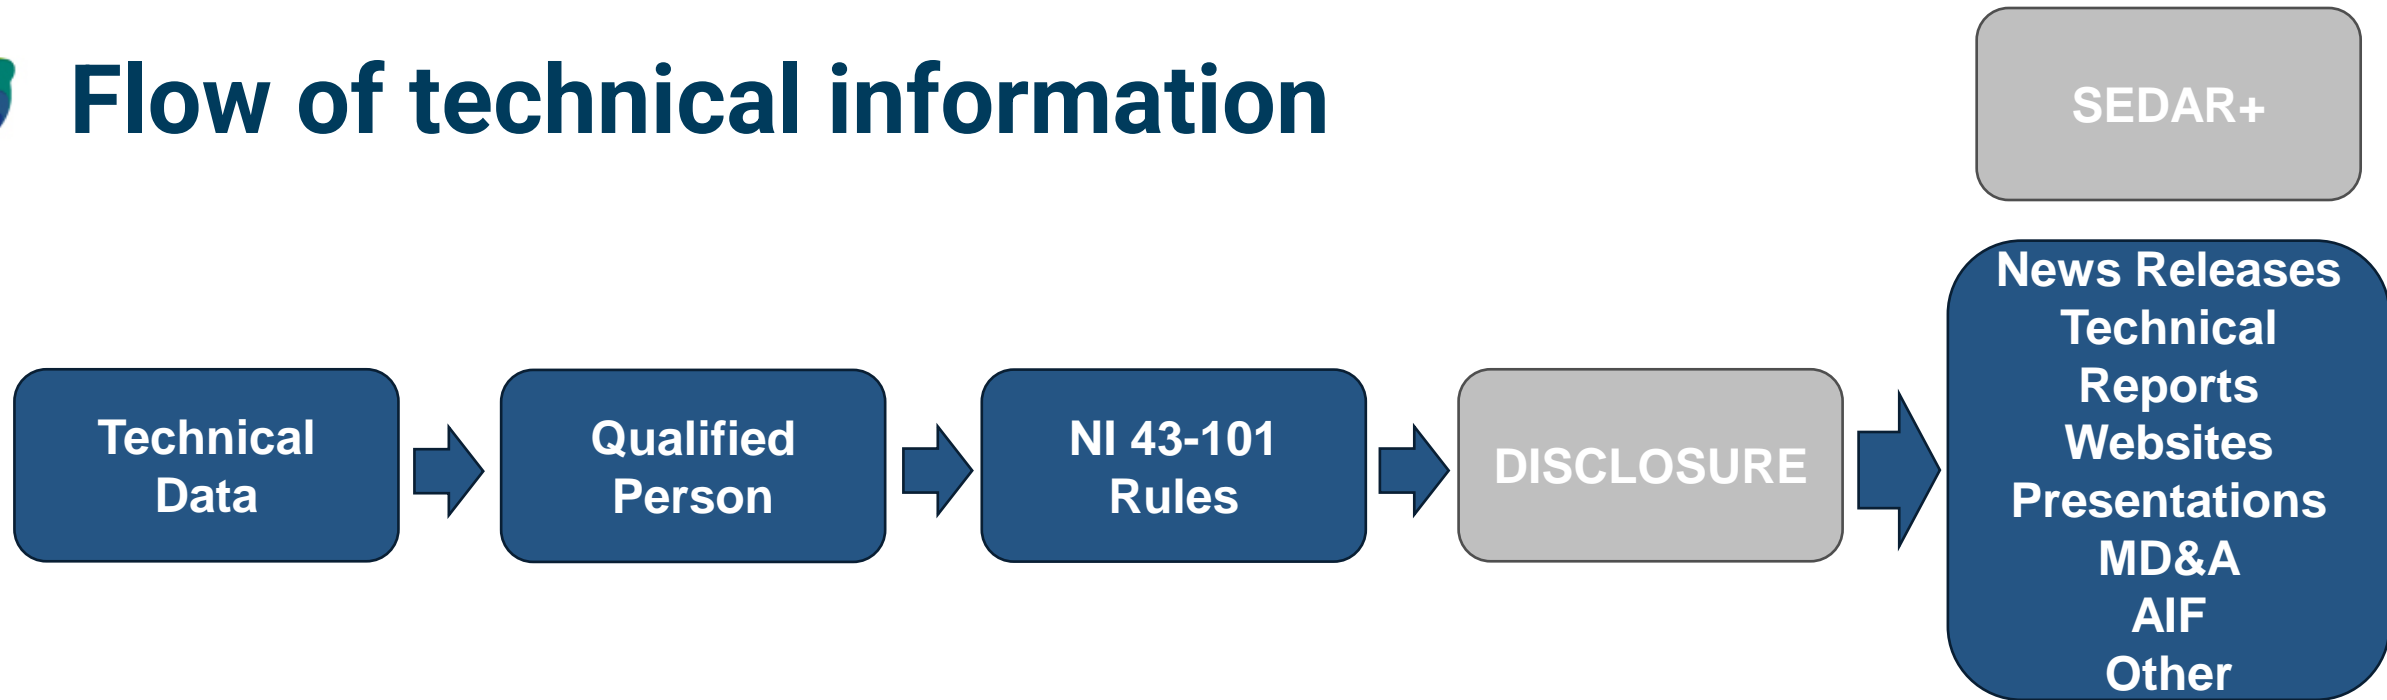 Flow of technical information
SEDAR+
Technical
Data
Qualified
Person
NI 43-101
Rules
DISCLOSURE
News Releases
Technical
Reports
Websites
Presentations
MD&A
AIF
Other